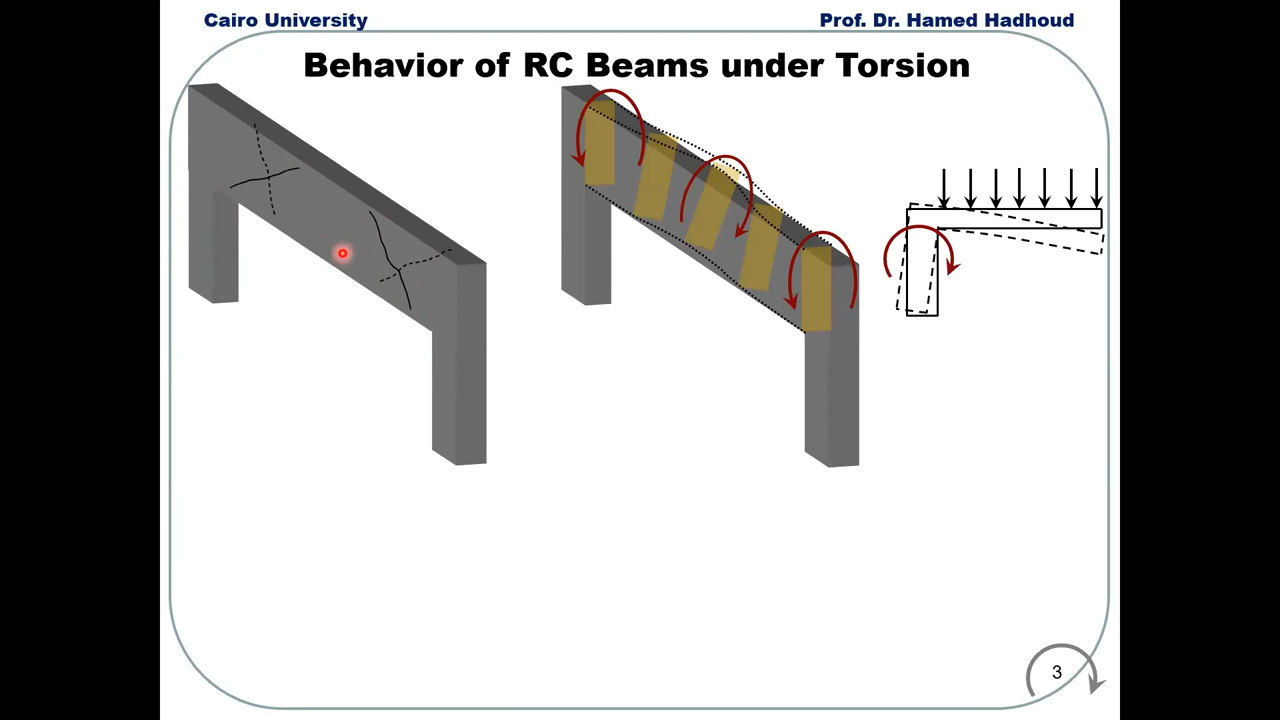 Cairo University
Prof. Dr. Hamed Hadhoud
Behavior of RC Beams under Torsion
3